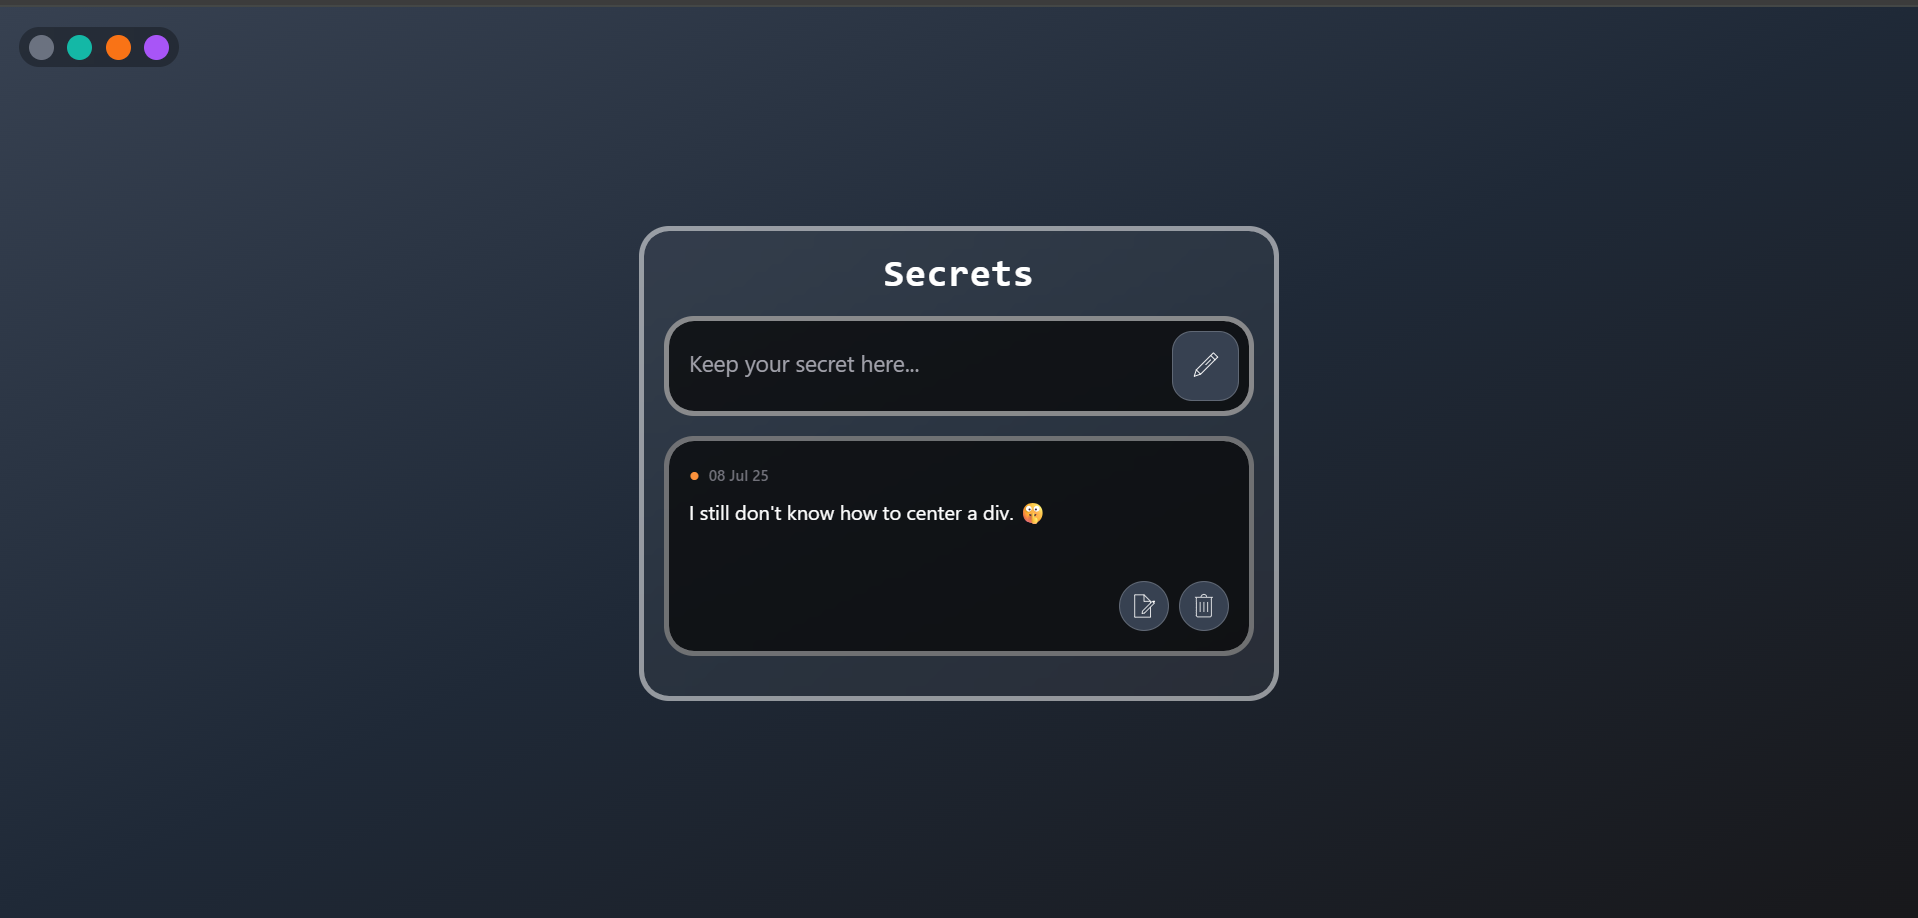 Secrets
Keep your secret here...
08 Jul 25
I still don't know how to center a div. 🤫